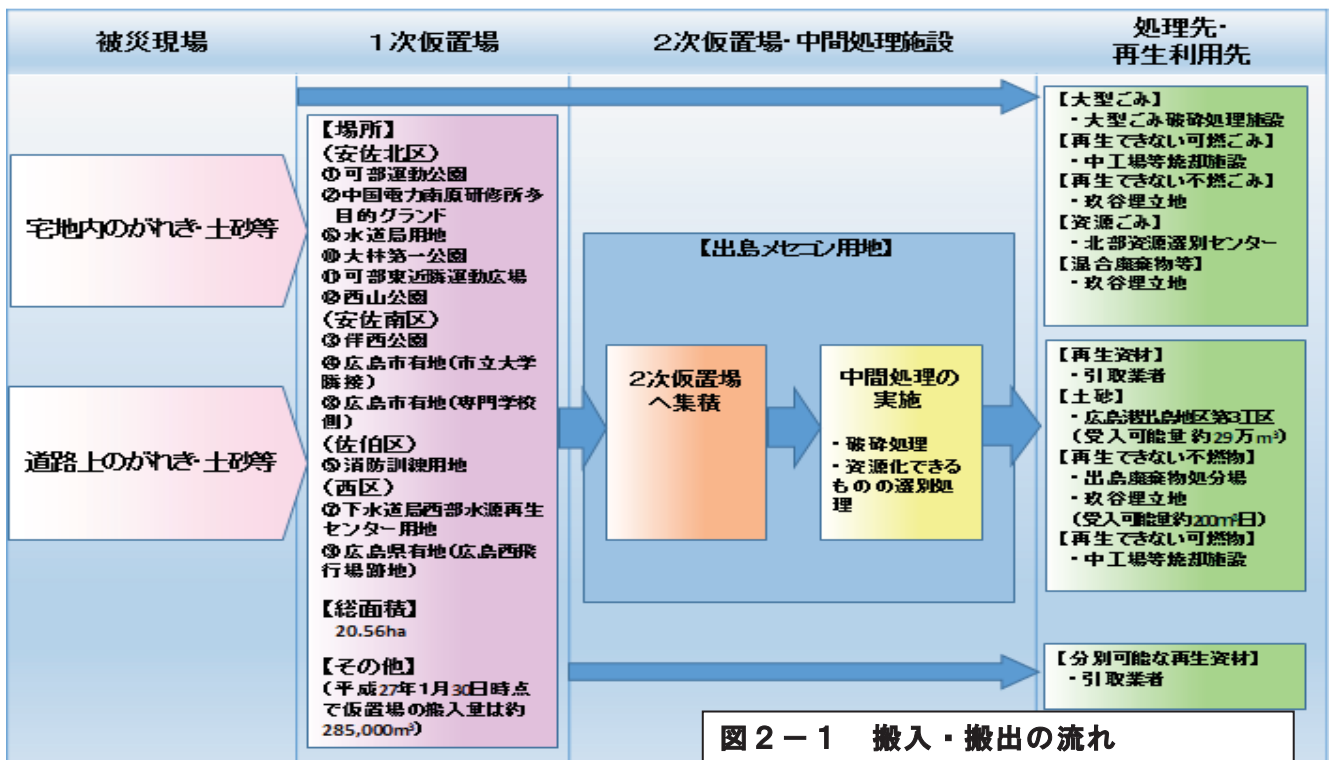 被災現場
1次仮置場
2次仮置場・中間処理施設
処理先・
再生利用先
宅地内のがれき・土砂等
道路上のがれき・土砂等
【場所】
(安佐北区)
①可部運動公園
②中国電力南原研修所多
目的グランド
水道局用地
大林第一公園
⑪可部東近隣運動広場
⑫西山公園
(安佐南区)
③伴西公園
④広島市有地(市立大学
隣接)
広島市有地(専門学校
側)
(佐伯区)
消防訓練用地
(西区)
⑦下水道局西部水源再生
センター用地
広島県有地(広島西飛
行場跡地)
【総面積】
20.56ha
【その他】
(平成27年1月30日時点
で仮置場の搬入量は約
285,000m³)
【出島メセコン用地】
2次仮置場
へ集積
中間処理の
実施
・破砕処理
・資源化できる
ものの選別処
理
【大型ごみ】
・大型ごみ破砕処理施設
【再生できない可燃ごみ】
・中工場等焼却施設
【再生できない不燃ごみ】
・玖谷埋立地
【資源ごみ】
・北部資源選別センター
【混合廃棄物等】
・玖谷埋立地
【再生資材】
・引取業者
【土砂】
・広島港出島地区第3工区
(受入可能量約29万m³)
【再生できない不燃物】
・出島廃棄物処分場
・玖谷埋立地
(受入可能量約200m³日)
【再生できない可燃物】
・中工場等焼却施設
【分別可能な再生資材】
・引取業者
図2-1 搬入・搬出の流れ